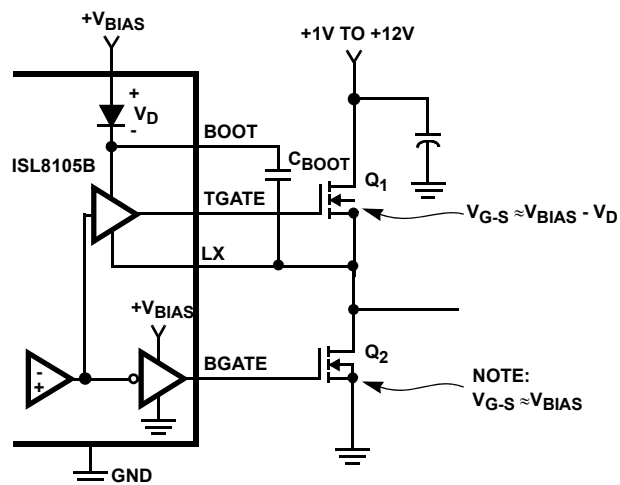 +VBIAS
+1V TO +12V
+
VD
-
BOOT
CBOOT
ISL8105B
Q1
TGATE
VG-S ≈VBIAS - VD
LX
+VBIAS
Q2
BGATE
-
+
NOTE:
VG-S ≈VBIAS
GND